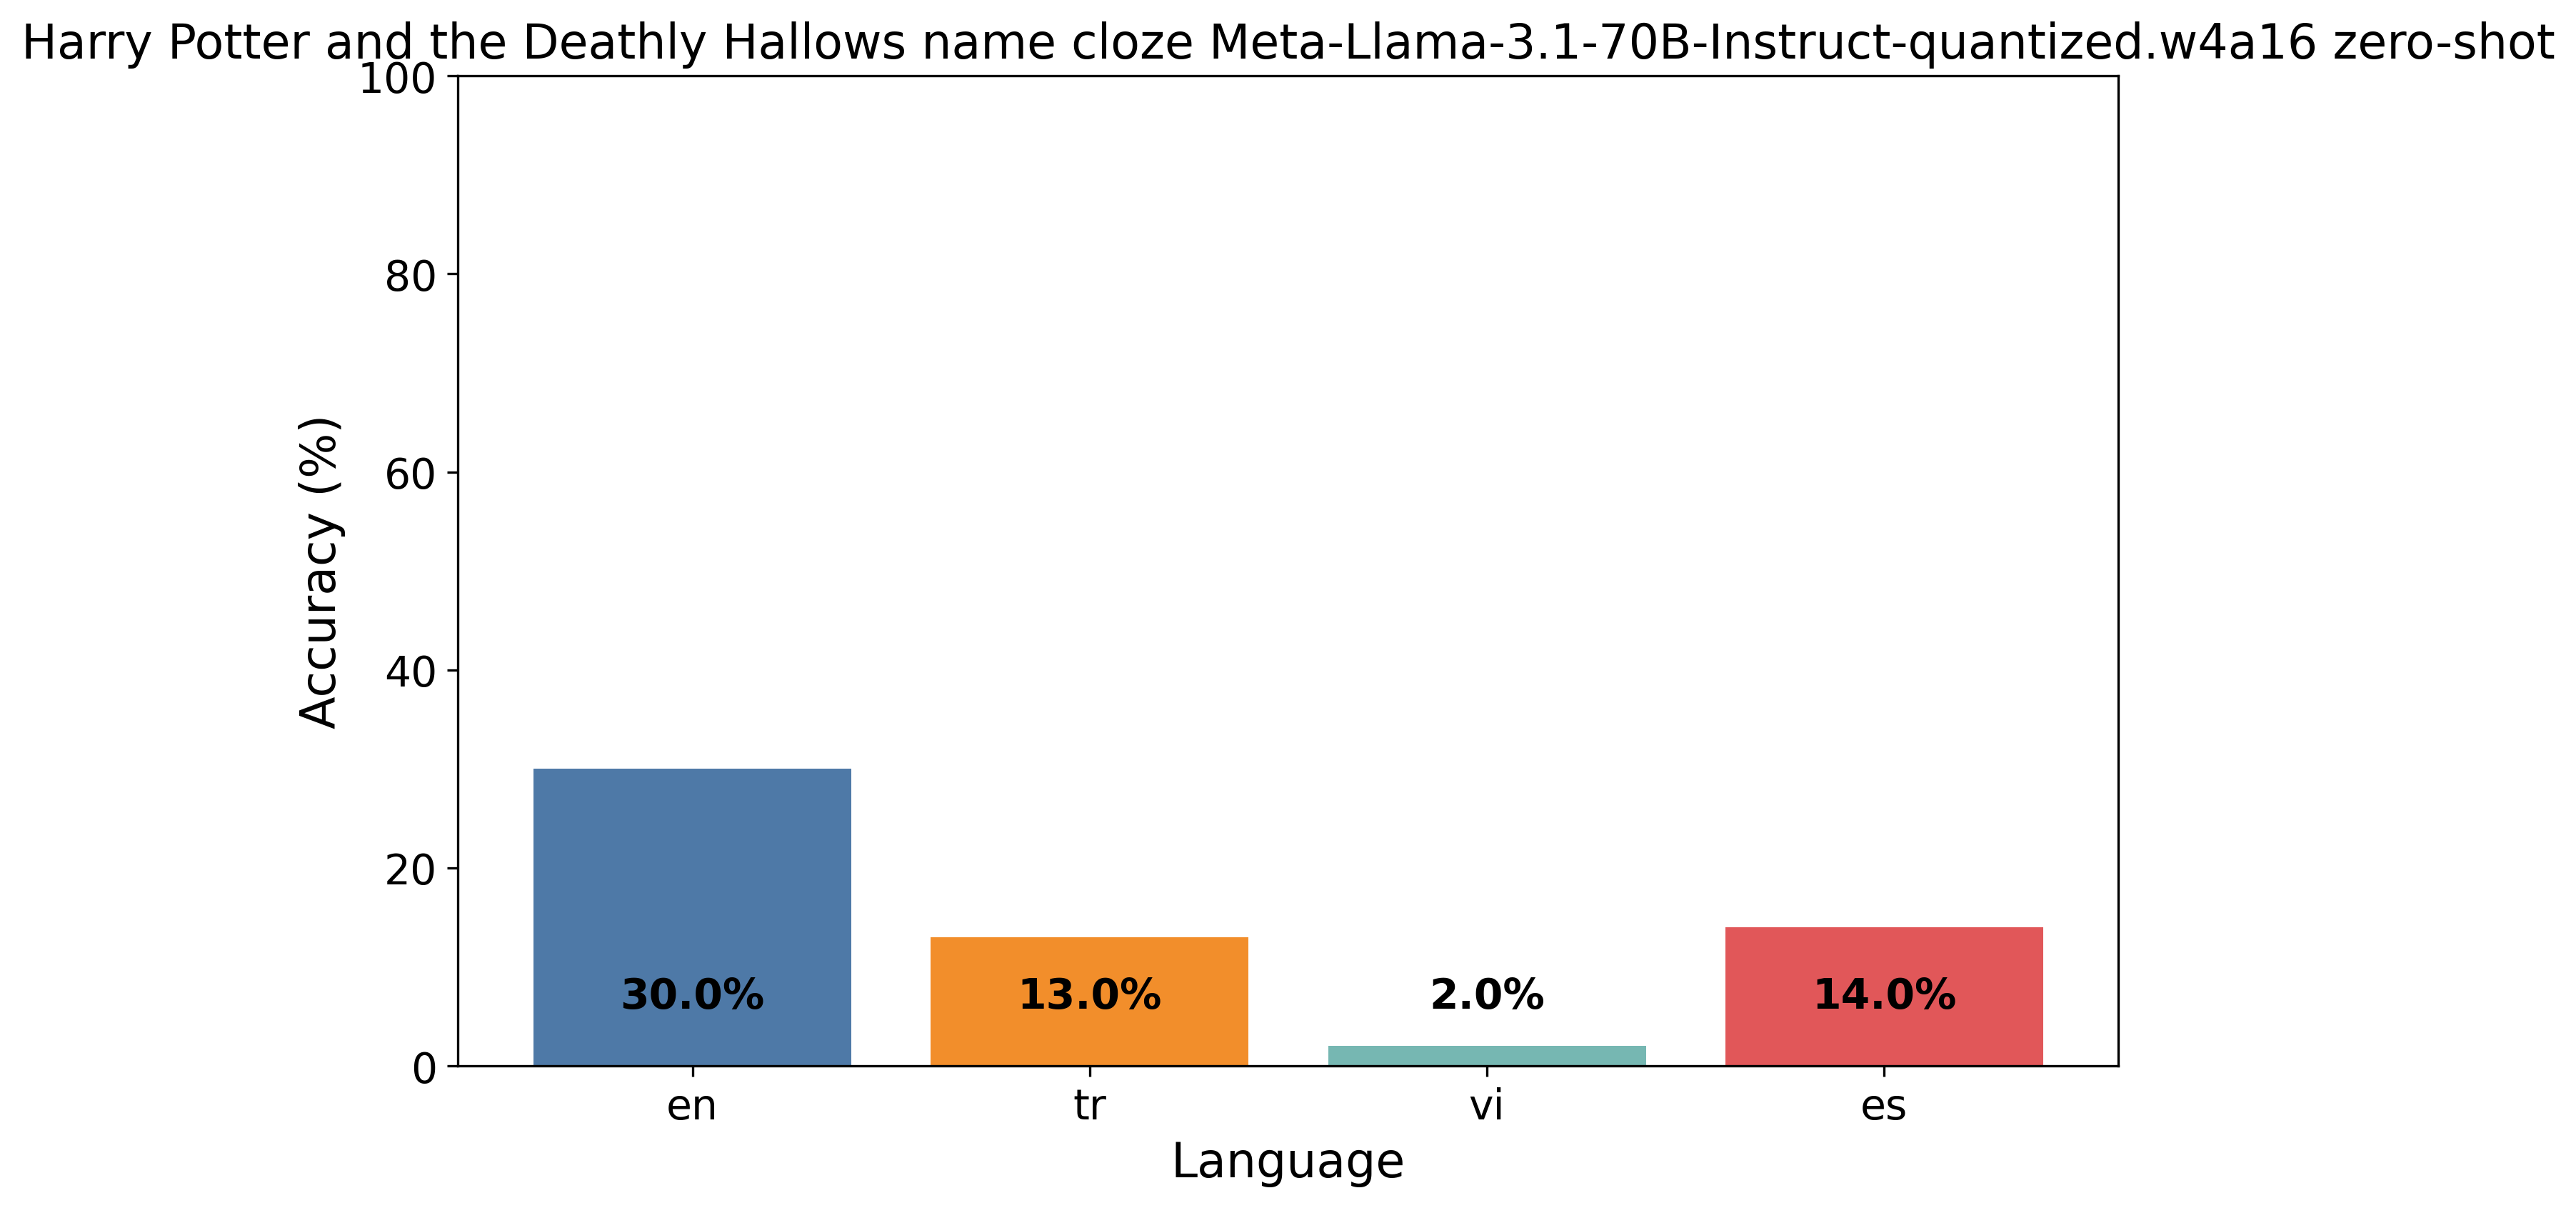 Harry Potter and the Deathly Hallows name cloze Meta-Llama-3.1-70B-Instruct-quantized.w4a16 zero-shot
100
80
60
40
20
0
Accuracy (%)
30.0%
13.0%
2.0%
14.0%
en
tr
vi
es
Language